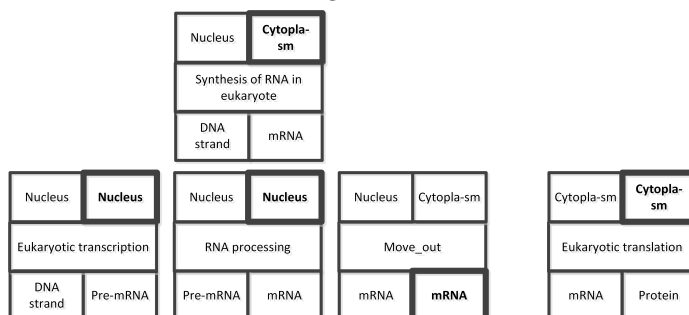 Nucleus Cytopla-
sm
Synthesis of RNA in
eukaryote
DNA
strand mRNA
Nucleus Nucleus Nucleus Nucleus Nucleus Cytopla-sm Cytopla-sm Cytopla-
sm
Eukaryotic transcription RNA processing Move_out Eukaryotic translation
DNA
strand Pre-mRNA Pre-mRNA mRNA mRNA mRNA mRNA Protein